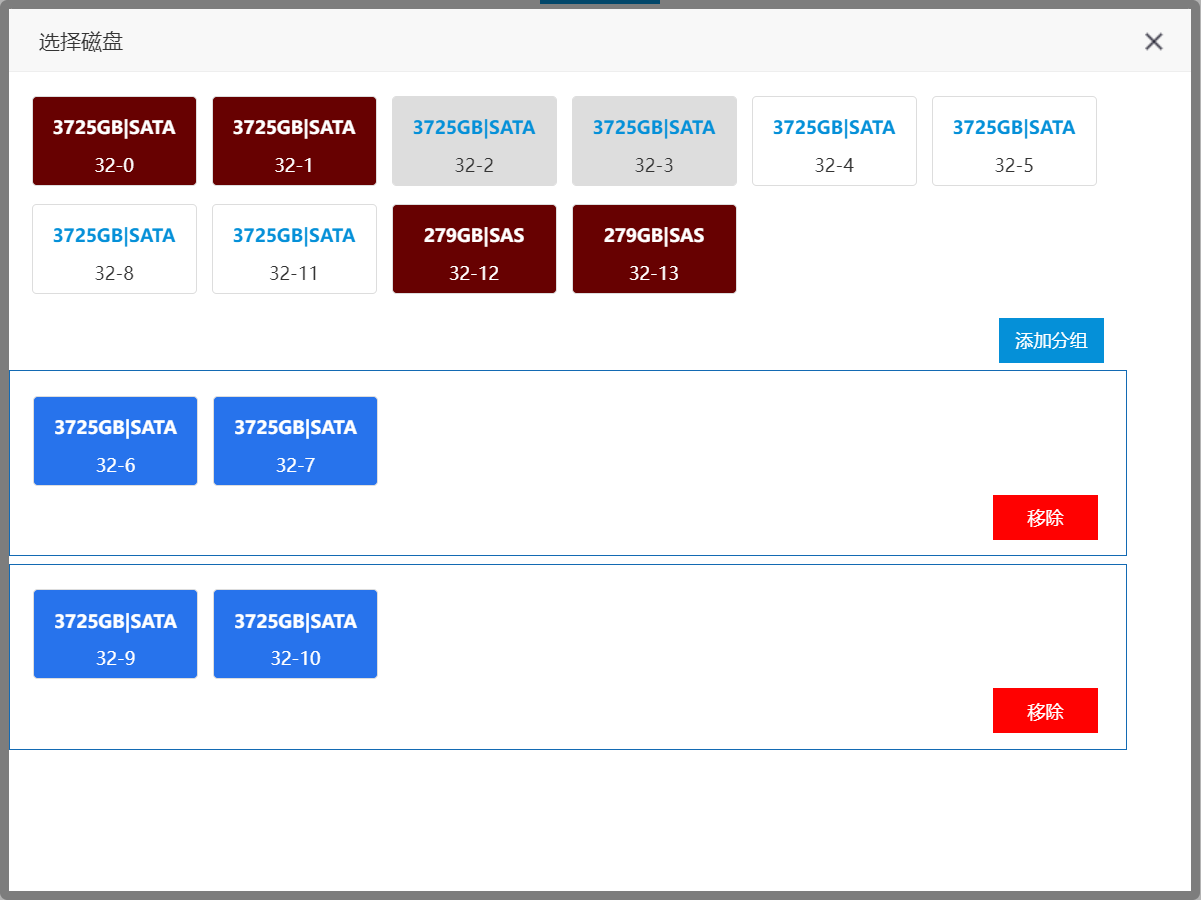 选择磁盘
3725GB|SATA 3725GB|SATA 3725GB|SATA 3725GB|SATA 3725GB|SATA 3725GB|SATA
32-0 32-1 32-2 32-3 32-4 32-5
3725GB|SATA 3725GB|SATA 279GB|SAS 279GB|SAS
32-8 32-11 32-12 32-13
添加分组
3725GB|SATA 3725GB|SATA
32-6 32-7
移除
3725GB|SATA 3725GB|SATA
32-9 32-10
移除